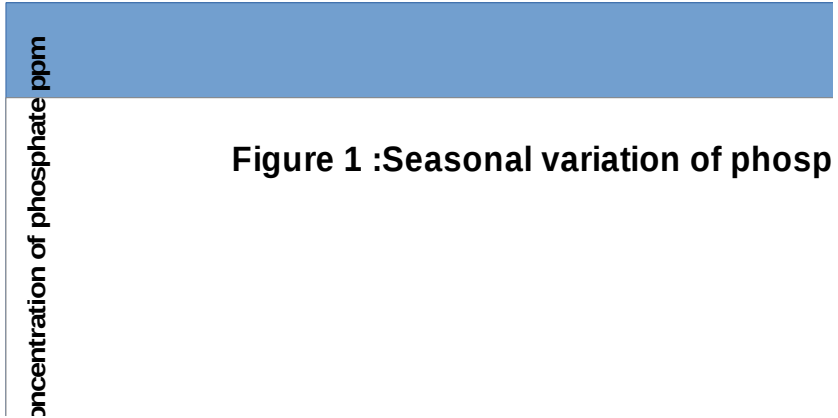 Figure 1 :Seasonal variation of phosp
oncentration of phosphate ppm